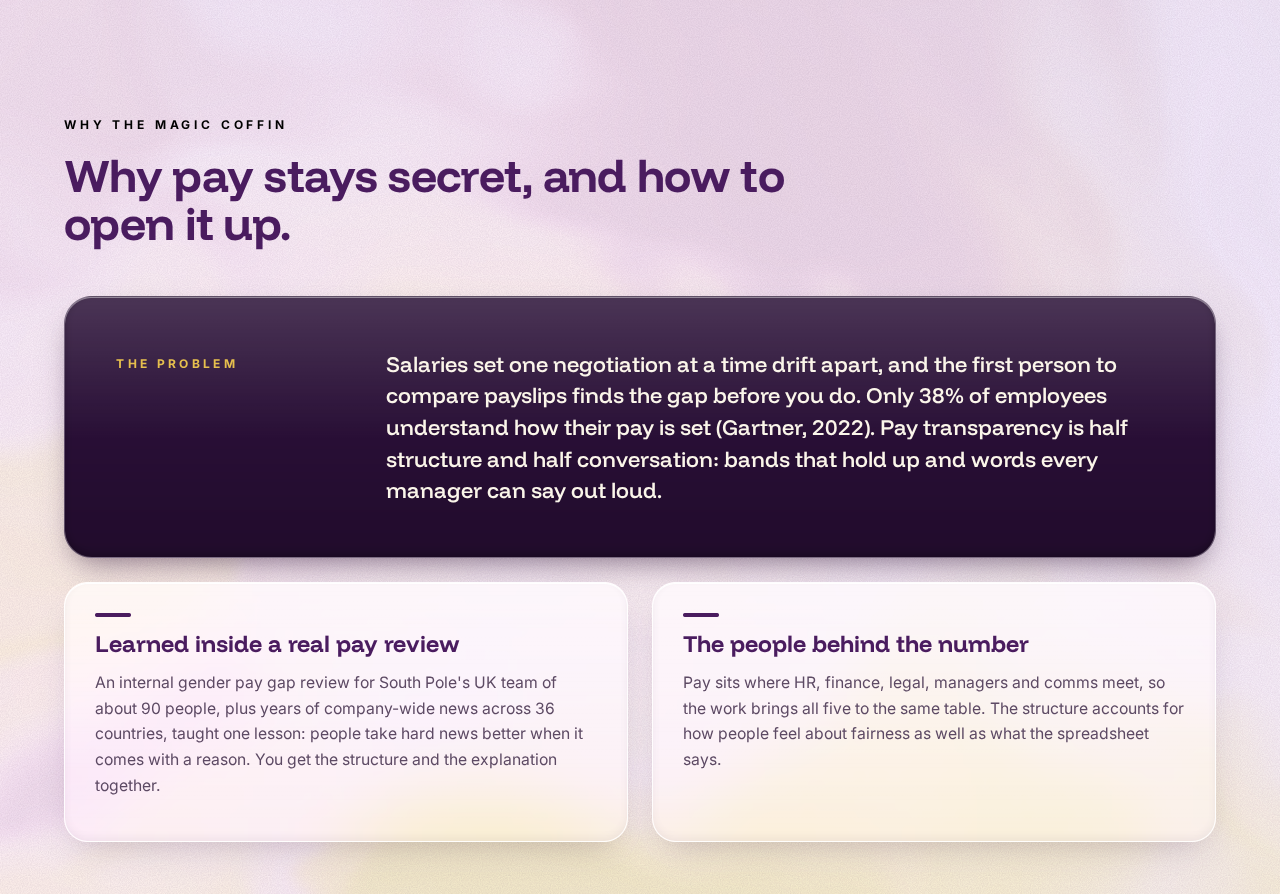 WHY THE MAGIC COFFIN
Why pay stays secret, and how to
open it up.
THE PROBLEM
Salaries set one negotiation at a time drift apart, and the first person to
compare payslips finds the gap before you do. Only 38% of employees
understand how their pay is set (Gartner, 2022). Pay transparency is half
structure and half conversation: bands that hold up and words every
manager can say out loud.
Learned inside a real pay review
An internal gender pay gap review for South Pole's UK team of
about 90 people, plus years of company-wide news across 36
countries, taught one lesson: people take hard news better when it
comes with a reason. You get the structure and the explanation
together.
The people behind the number
Pay sits where HR, finance, legal, managers and comms meet, so
the work brings all five to the same table. The structure accounts for
how people feel about fairness as well as what the spreadsheet
says.